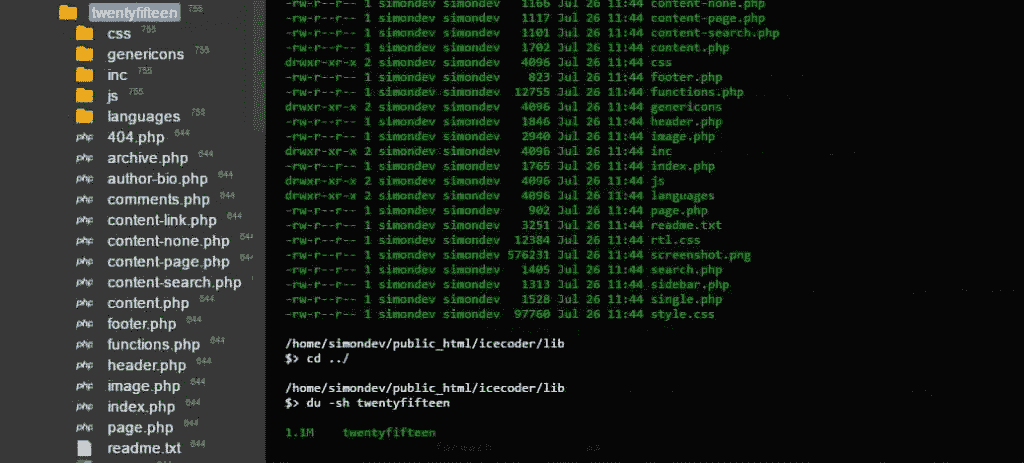 twentyfifteen 755
css 755
genericons 755
inc 755
js 755
languages 755
php 404.php 644
php archive.php 644
php author-bio.php 644
php comments.php 644
php content-link.php 644
php content-none.php 644
php content-page.php 644
php content-search.php
php content.php 644
php footer.php 644
php functions.php 644
php header.php 644
php image.php 644
php index.php 644
php page.php 644
readme.txt 644
-rw-r--r-- 1 simondev simondev 1166 Jul 26 11:44 content-none.php
-rw-r--r-- 1 simondev simondev 1117 Jul 26 11:44 content-page.php
-rw-r--r-- 1 simondev simondev 1101 Jul 26 11:44 content-search.php
-rw-r--r-- 1 simondev simondev 1702 Jul 26 11:44 content.php
drwxr-xr-x 2 simondev simondev 4096 Jul 26 11:44 css
-rw-r--r-- 1 simondev simondev 823 Jul 26 11:44 footer.php
-rw-r--r-- 1 simondev simondev 12755 Jul 26 11:44 functions.php
drwxr-xr-x 2 simondev simondev 4096 Jul 26 11:44 genericons
-rw-r--r-- 1 simondev simondev 1846 Jul 26 11:44 header.php
-rw-r--r-- 1 simondev simondev 2940 Jul 26 11:44 image.php
drwxr-xr-x 2 simondev simondev 4096 Jul 26 11:44 inc
-rw-r--r-- 1 simondev simondev 1765 Jul 26 11:44 index.php
drwxr-xr-x 2 simondev simondev 4096 Jul 26 11:44 js
drwxr-xr-x 2 simondev simondev 4096 Jul 26 11:44 languages
-rw-r--r-- 1 simondev simondev 902 Jul 26 11:44 page.php
-rw-r--r-- 1 simondev simondev 3251 Jul 26 11:44 readme.txt
-rw-r--r-- 1 simondev simondev 12384 Jul 26 11:44 rtl.css
-rw-r--r-- 1 simondev simondev 576231 Jul 26 11:44 screenshot.png
-rw-r--r-- 1 simondev simondev 1405 Jul 26 11:44 search.php
-rw-r--r-- 1 simondev simondev 1313 Jul 26 11:44 sidebar.php
-rw-r--r-- 1 simondev simondev 1528 Jul 26 11:44 single.php
-rw-r--r-- 1 simondev simondev 97760 Jul 26 11:44 style.css
/home/simondev/public_html/icecoder/lib
$> cd ../
/home/simondev/public_html/icecoder/lib
$> du -sh twentyfifteen
1.1M twentyfifteen